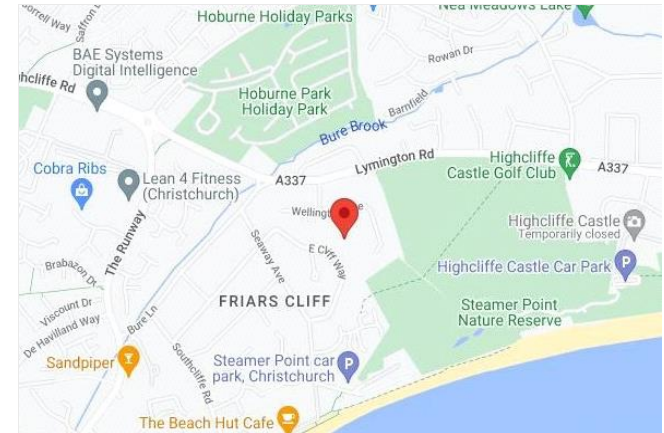 Hoburne Holiday Parks
Nea Meadows Lake
Saffron
BAE Systems
Digital Intelligence
Rowan Dr
Hoburne Park
Holiday Park
Barnfield
Bure Brook
Cobra Ribs
Lean 4 Fitness
(Christchurch)
A337
Lymington Rd
Highcliffe
Castle Golf Club
A337
The Runway
Seaway Ave
E Cliff Way
Highcliffe Castle
Temporarily closed
Highcliffe Castle Car Park
Brabazon Dr
Viscount Dr
De Havilland Way
Bure Ln
FRIARS CLIFF
Steamer Point
Nature Reserve
Sandpiper
Southcliffe Rd
Steamer Point car
park, Christchurch
The Beach Hut Cafe